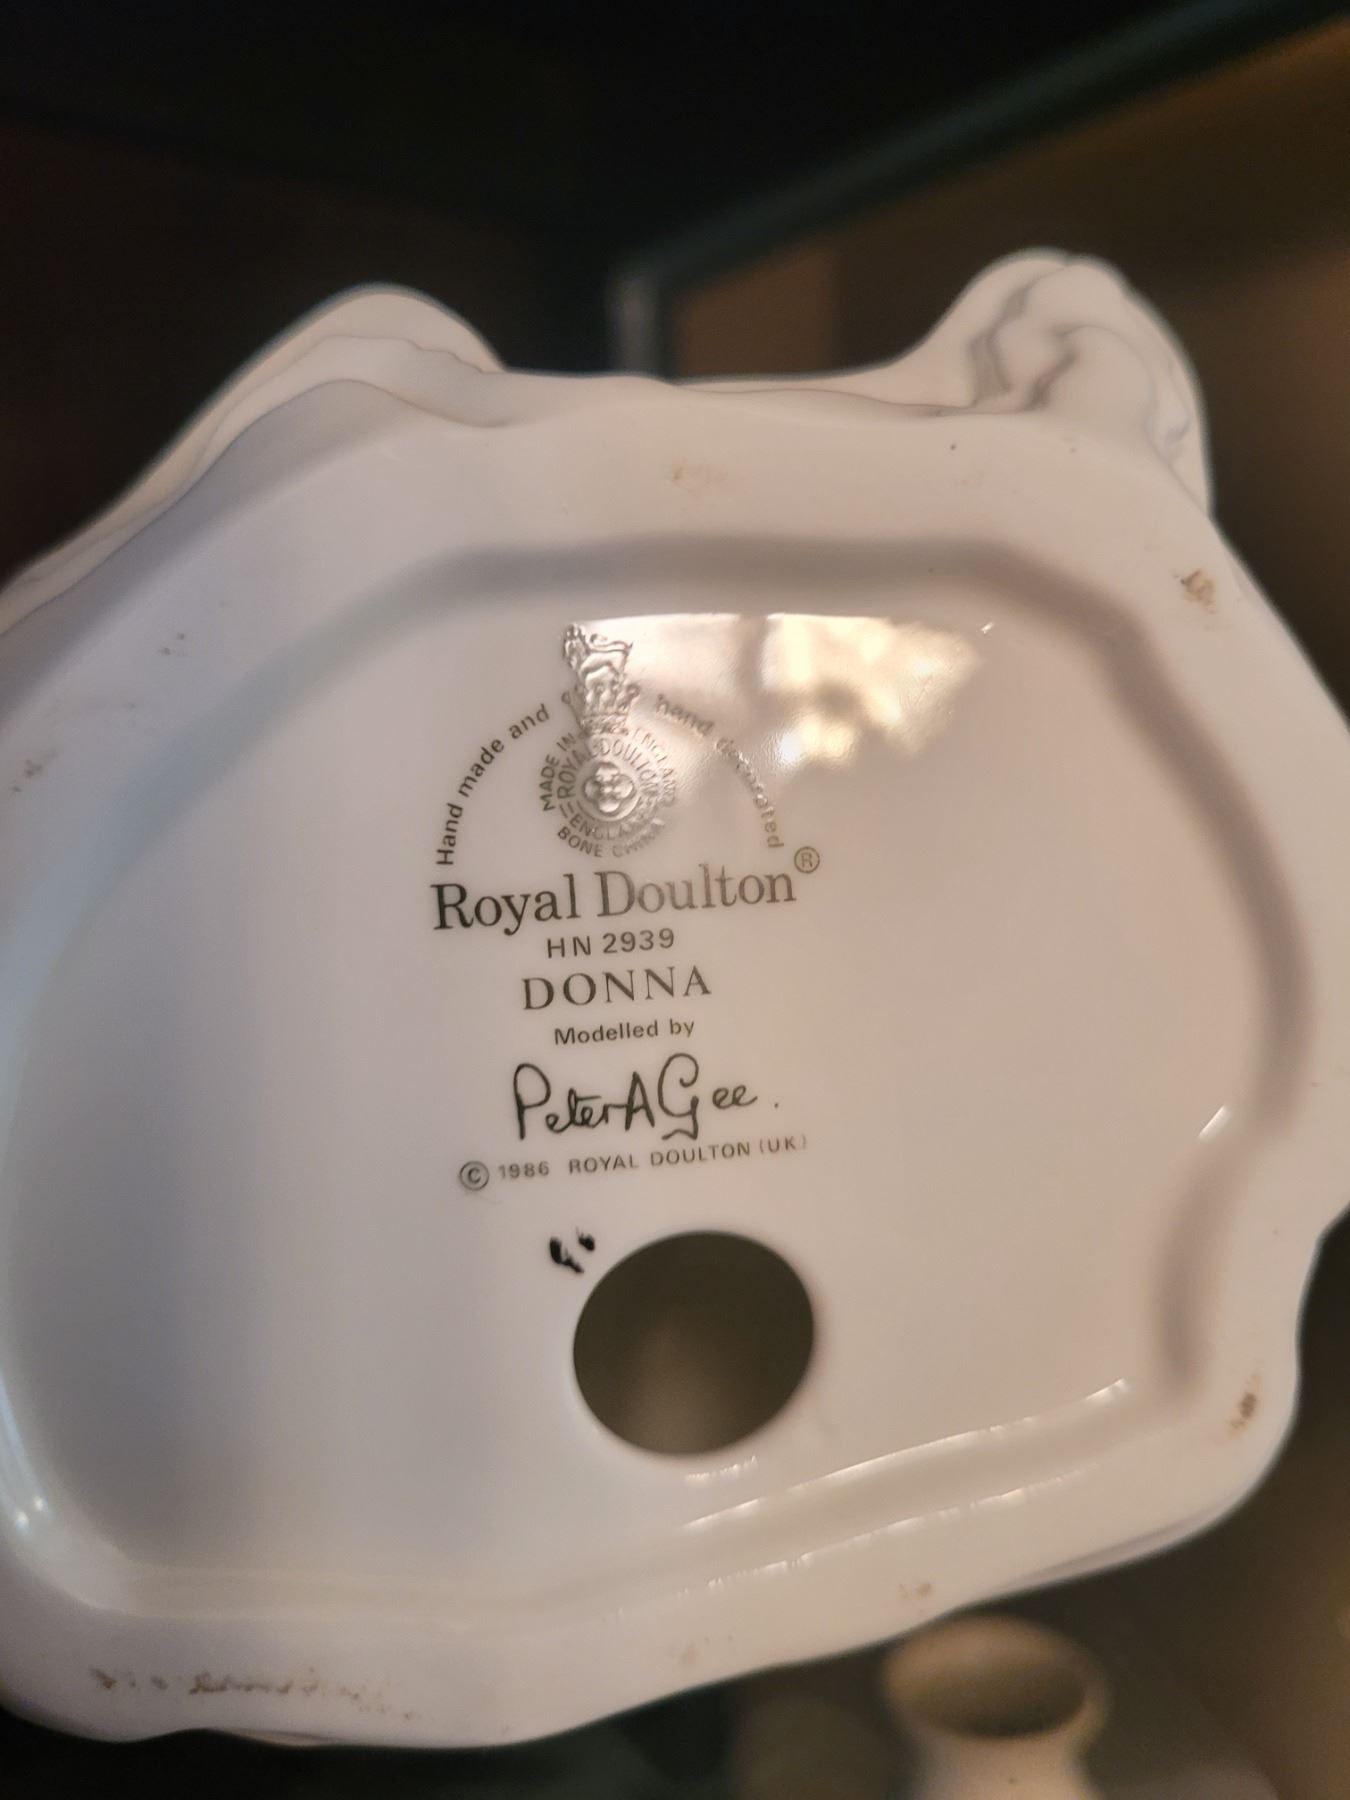 Hand made and hand decorated
MADE IN ENGLAND
ROYAL DOULTON
ENGLAND
BONE CHINA
Royal Doulton®
HN 2939
DONNA
Modelled by
Peter A Gee.
© 1986 ROYAL DOULTON (UK)